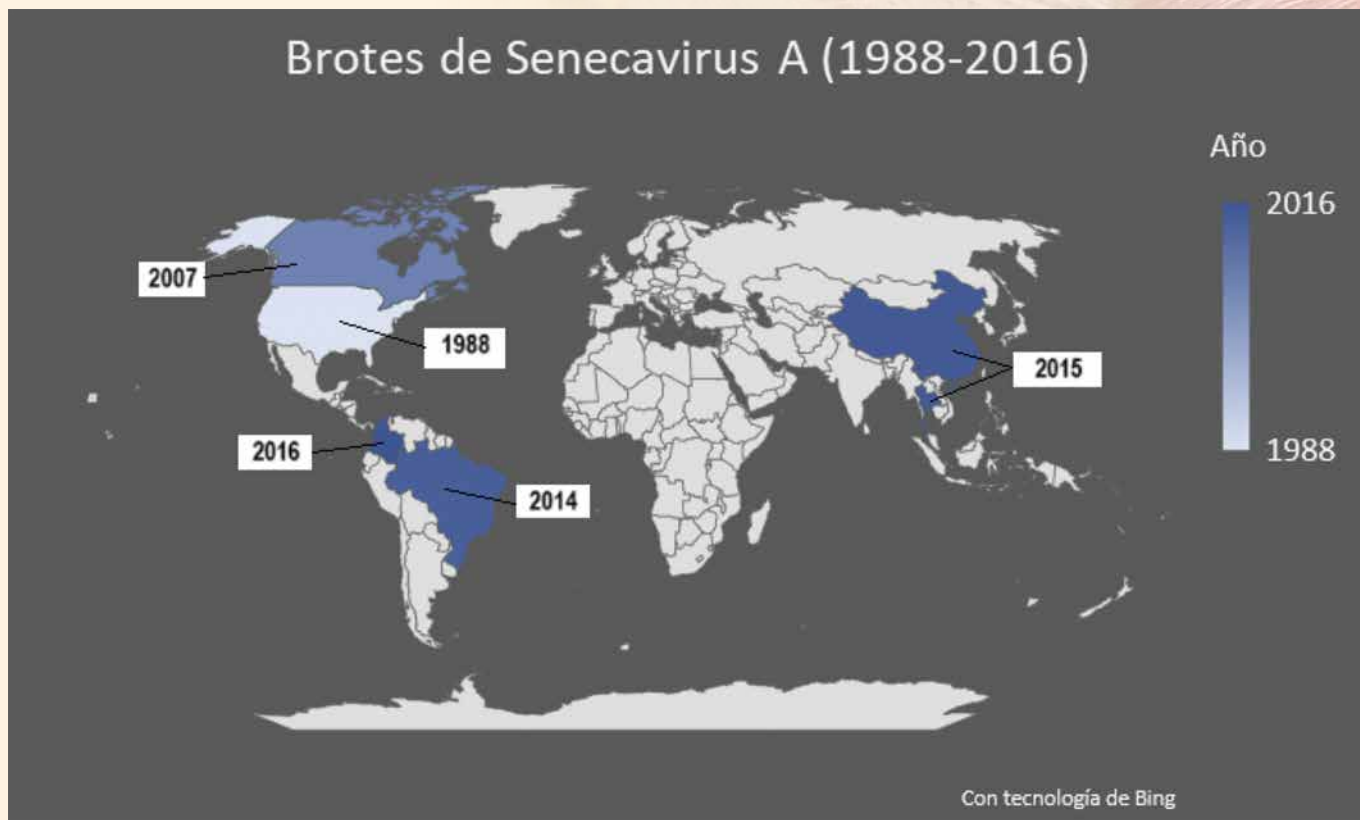 Brotes de Senecavirus A (1988-2016)
Año
2016
1988
2007
1988
2015
2016
2014
Con tecnología de Bing